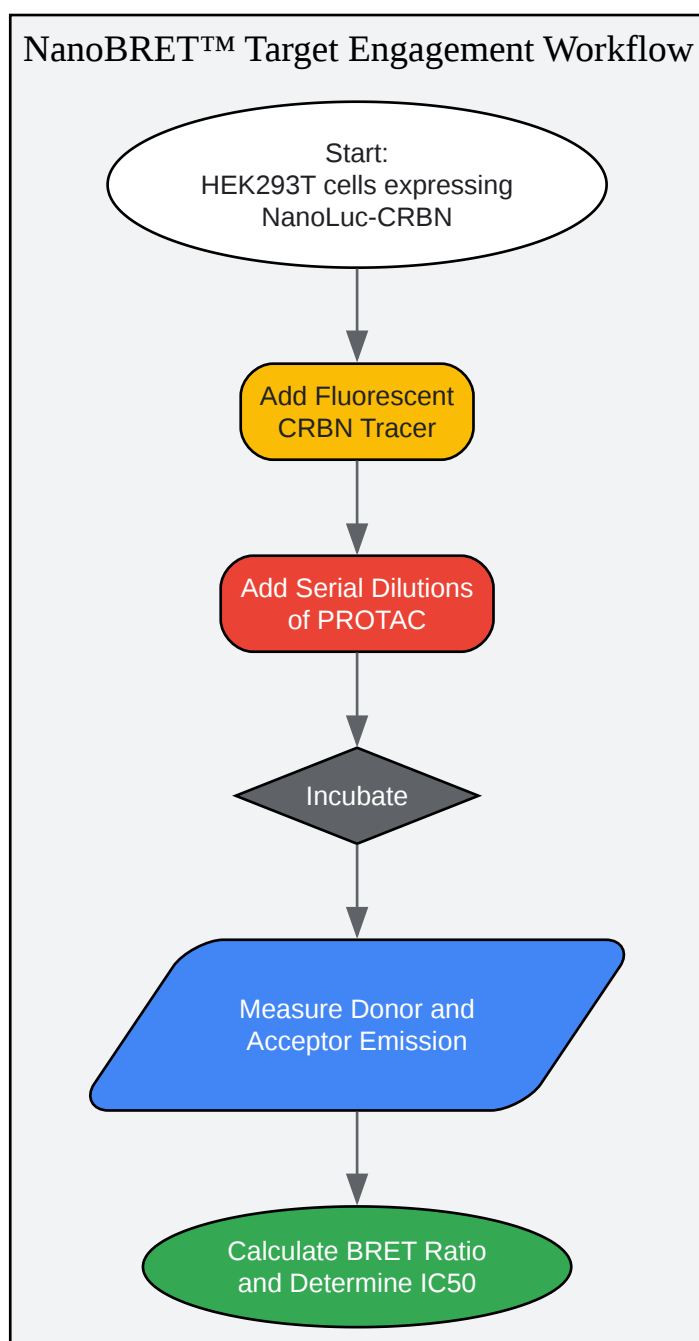 NanoBRET™ Target Engagement Workflow
Start:
HEK293T cells expressing
NanoLuc-CRBN
Add Fluorescent
CRBN Tracer
Add Serial Dilutions
of PROTAC
Incubate
Measure Donor and
Acceptor Emission
Calculate BRET Ratio
and Determine IC50